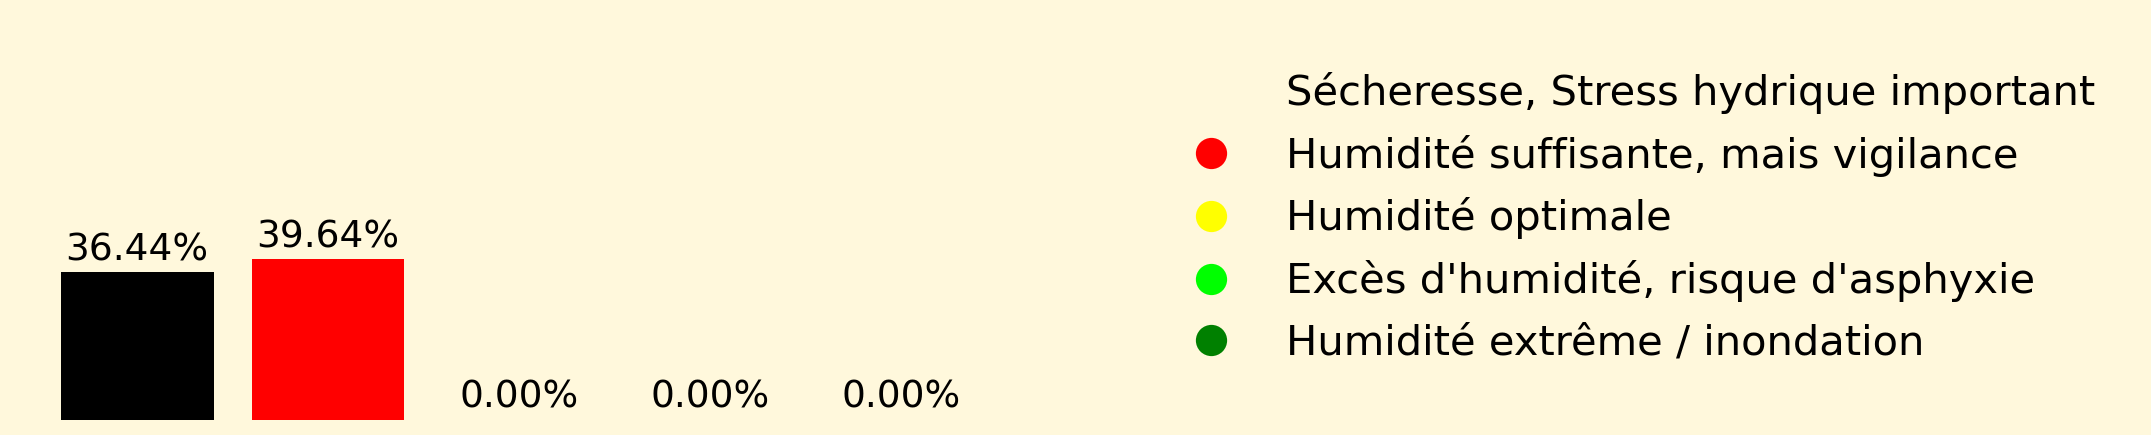 36.44%
39.64%
0.00%
0.00%
0.00%
Sécheresse, Stress hydrique important
Humidité suffisante, mais vigilance
Humidité optimale
Excès d'humidité, risque d'asphyxie
Humidité extrême / inondation